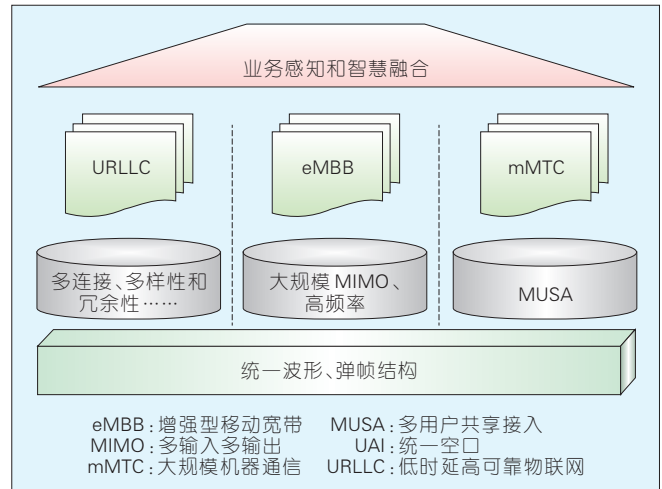 业务感知和智慧融合
URLLC
eMBB
mMTC
多连接、多样性和
冗余性……
大规模 MIMO、
高频率
MUSA
统一波形、弹帧结构
eMBB：增强型移动宽带 MUSA：多用户共享接入
MIMO：多输入多输出 UAI：统一空口
mMTC：大规模机器通信 URLLC：低时延高可靠物联网